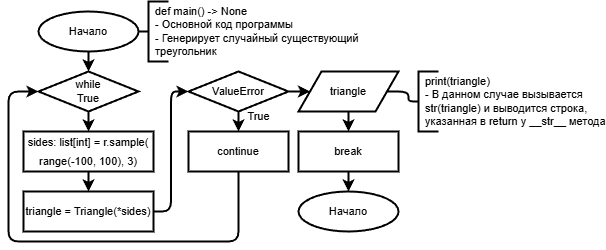 Начало
def main() -> None
- Основной код программы
- Генерирует случайный существующий
треугольник
while
True
sides: list[int] = r.sample(
range(-100, 100), 3)
triangle = Triangle(*sides)
ValueError
True
continue
triangle
print(triangle)
- В данном случае вызывается
str(triangle) и выводится строка,
указанная в return у __str__ метода
break
Начало